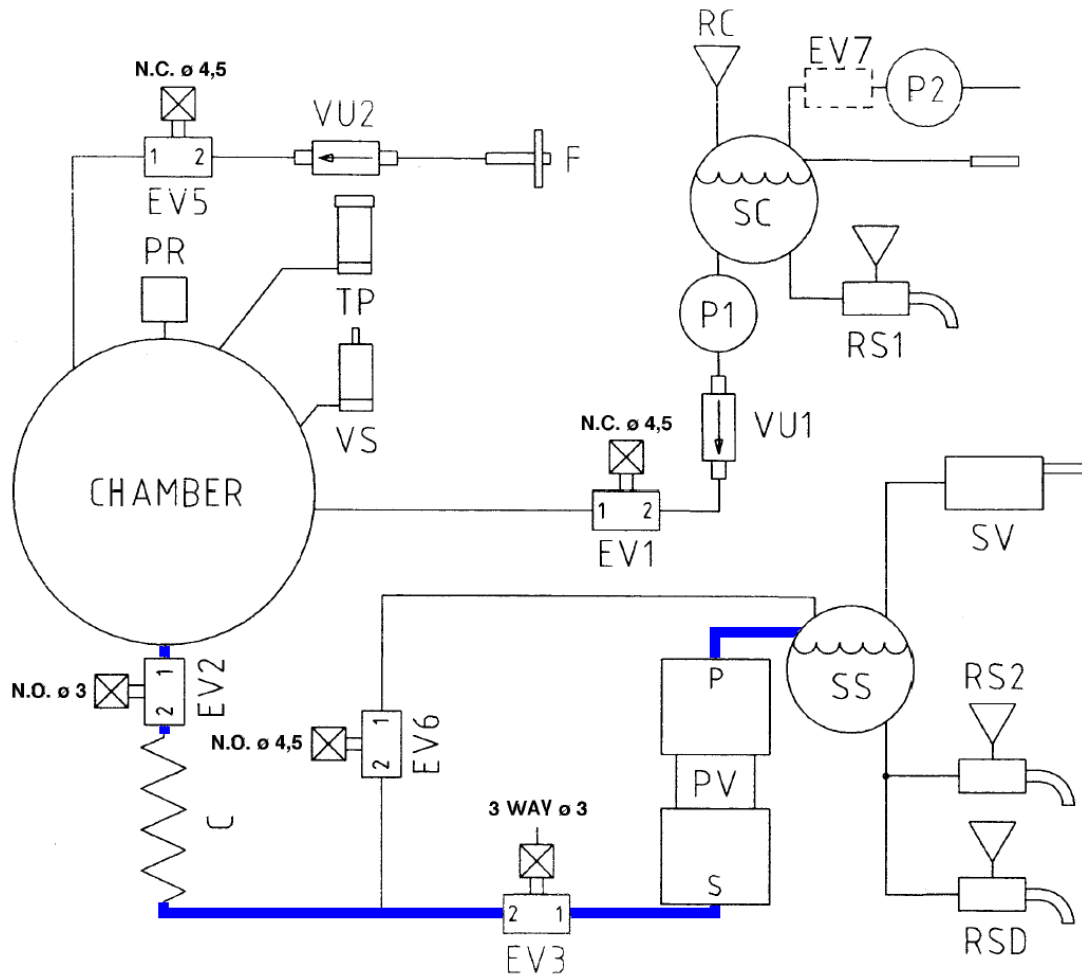 RC
EV7
P2
N.C. ø 4,5
VU2
1 2
F
EV5
SC
PR
TP
P1
RS1
VS
N.C. ø 4,5
VU1
CHAMBER
1 2
EV1
SV
P
SS
RS2
N.O. ø 3
1
2
EV2
N.O. ø 4,5
1
2
EV6
PV
C
3 WAY ø 3
S
2 1
EV3
RSD